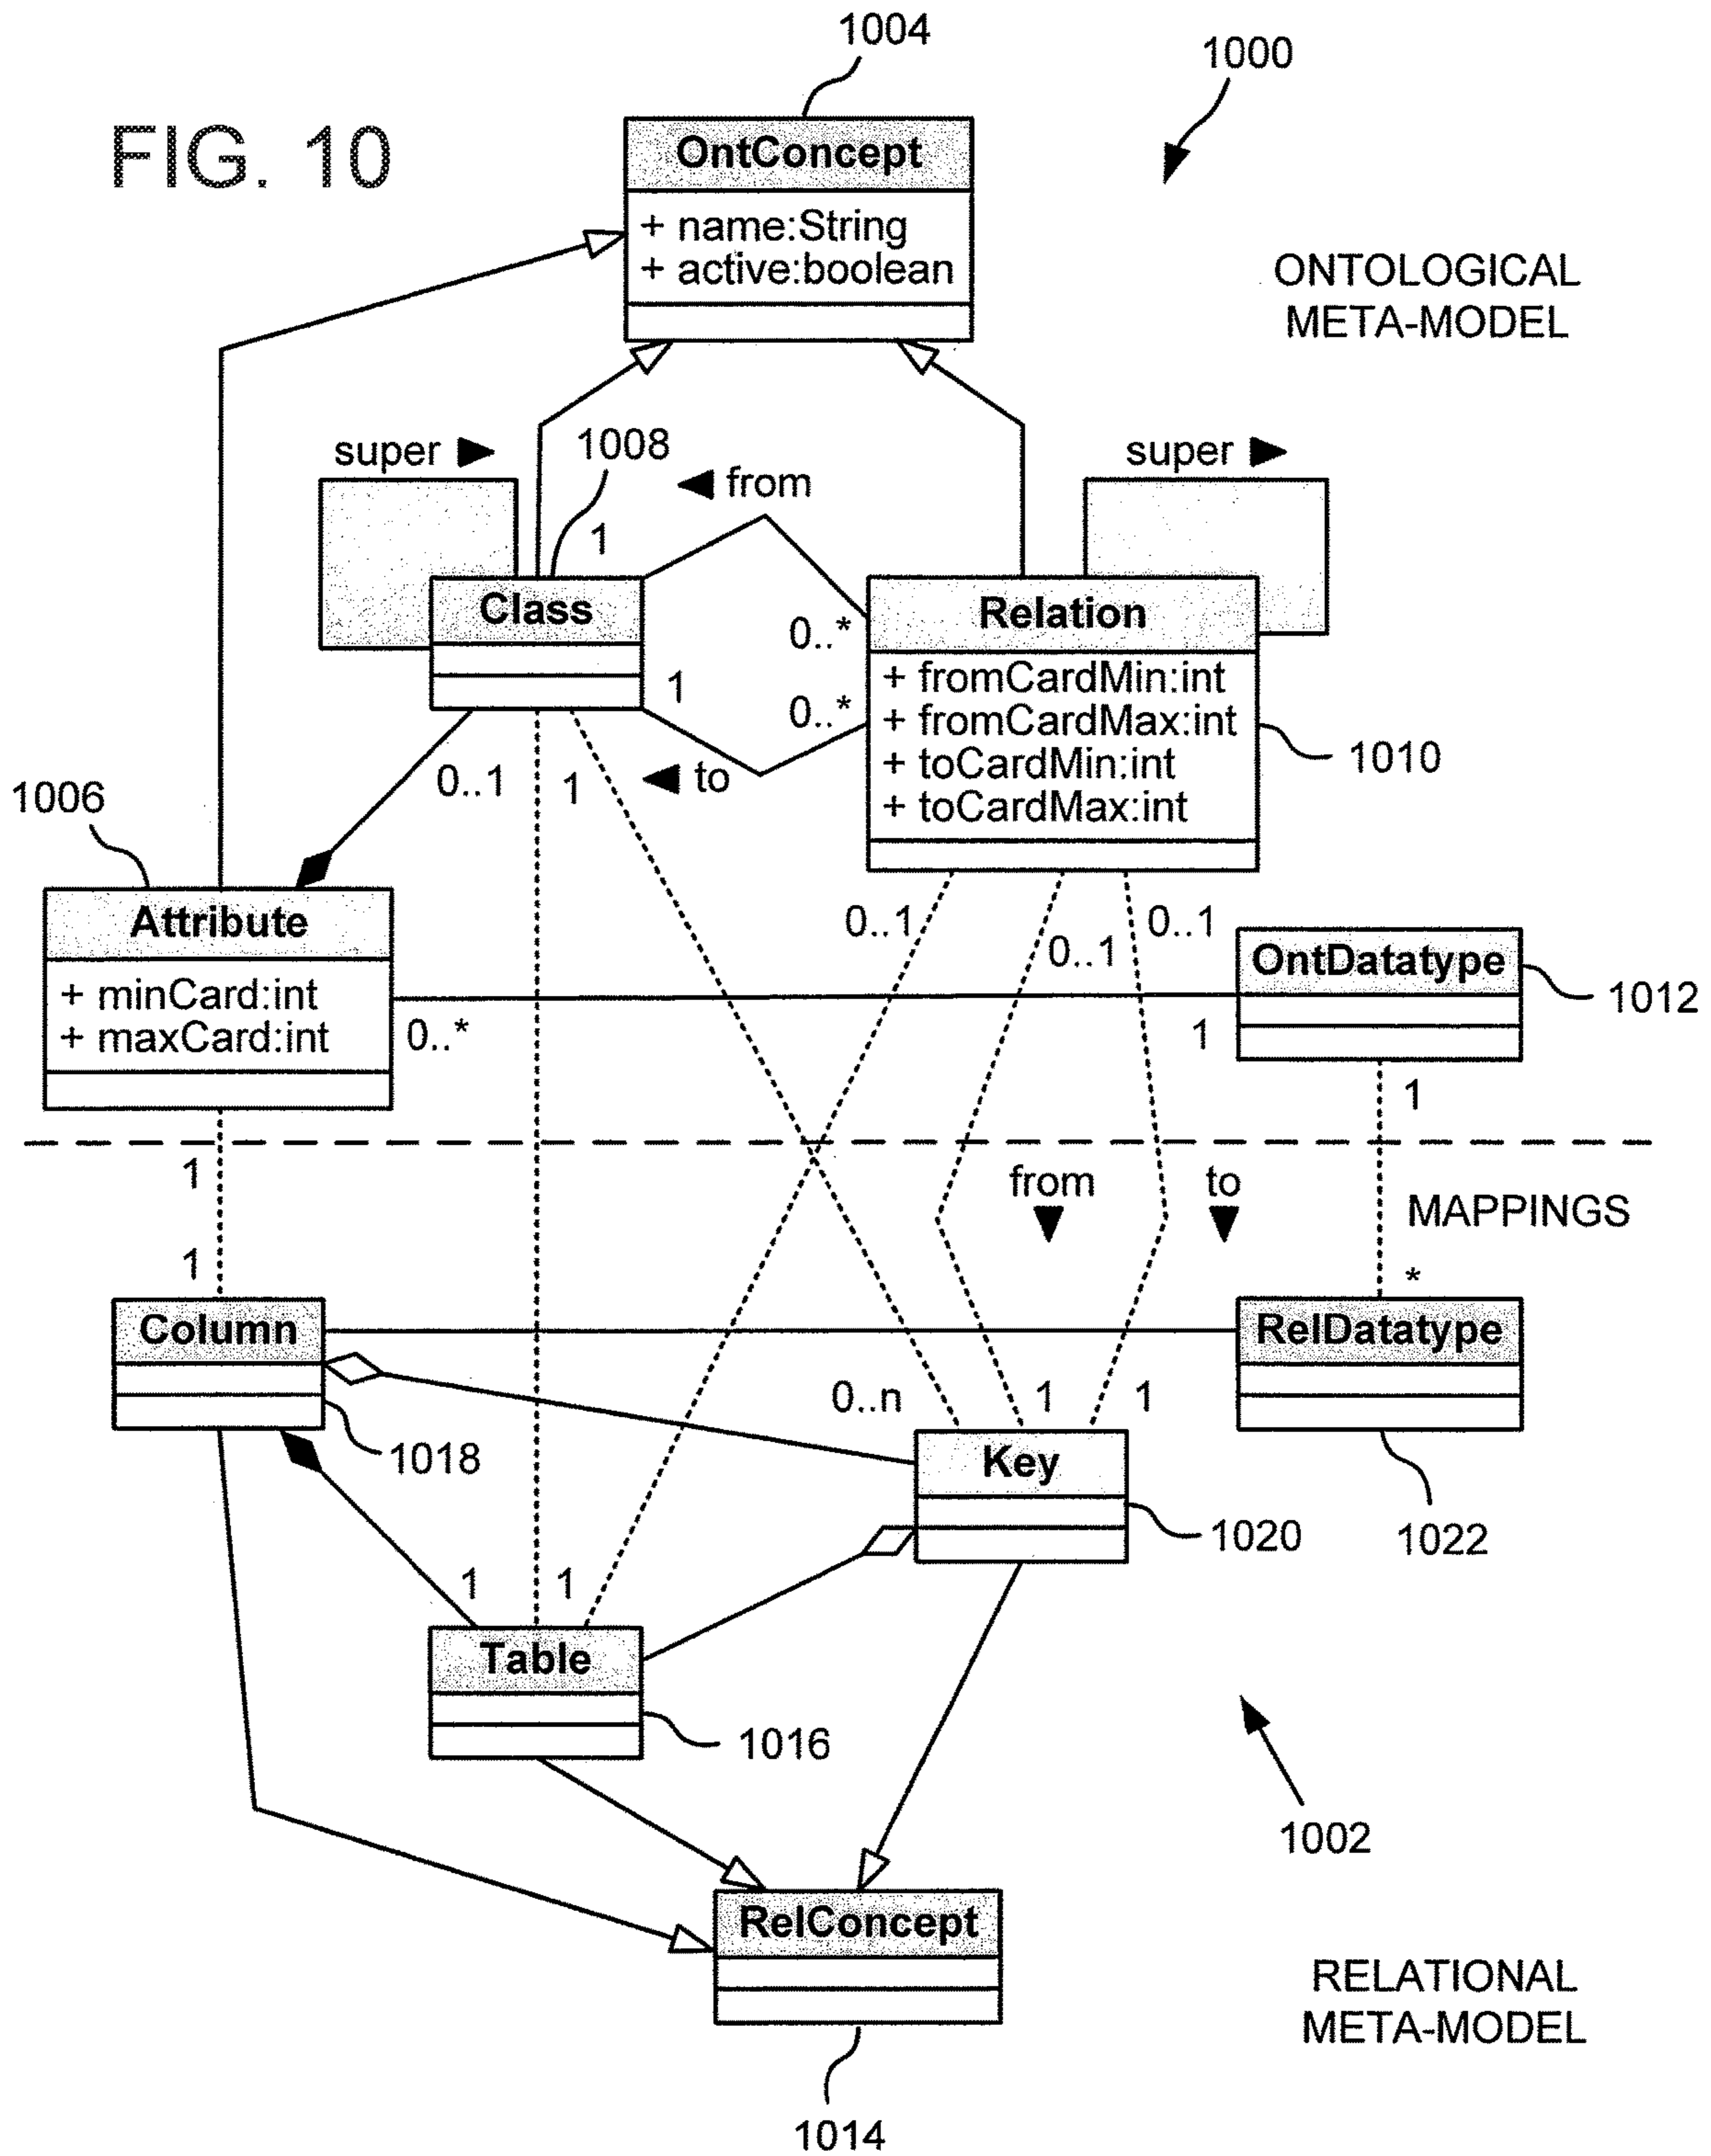 1004
1000
FIG. 10
OntConcept
+ name:String
+ active:boolean
ONTOLOGICAL
META-MODEL
super ►
1008
◄ from
super ►
1
Class
Relation
0..*
+ fromCardMin:int
1
0..*
+ fromCardMax:int
1010
+ toCardMin:int
0..1
1
◄ to
+ toCardMax:int
1006
Attribute
0..1
0..1
0..1
OntDatatype
+ minCard:int
1012
+ maxCard:int
0..*
1
1
1
from
▼
to
▼
MAPPINGS
1
*
Column
RelDatatype
0..n
1
1
1018
Key
1020
1022
1
1
Table
1016
1002
RelConcept
RELATIONAL
META-MODEL
1014